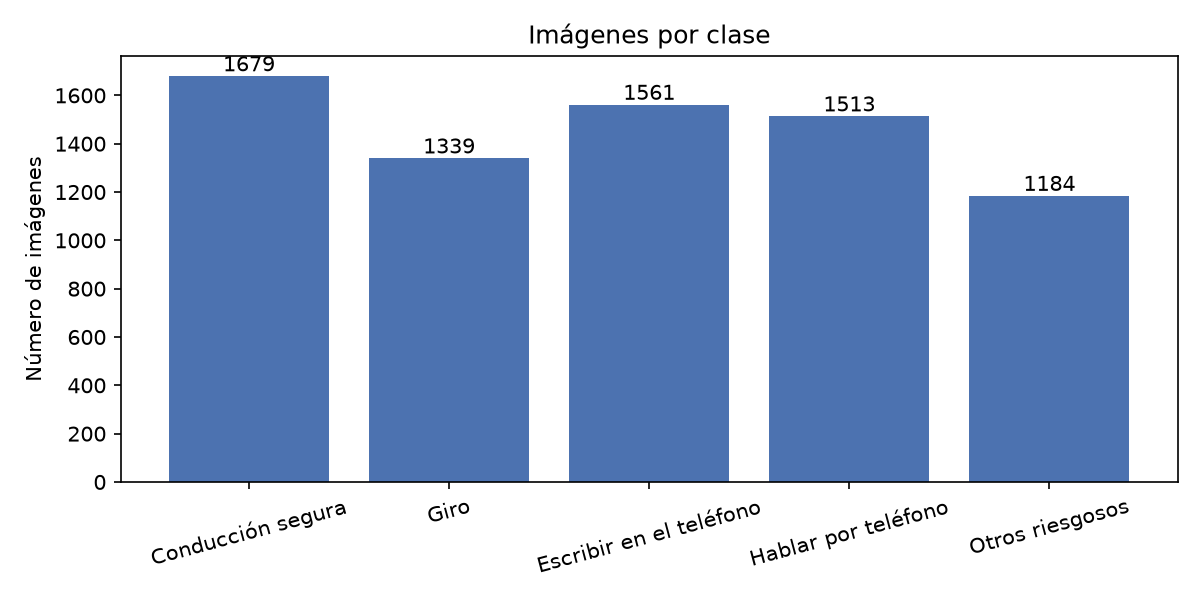 Imágenes por clase
Número de imágenes
1600
1400
1200
1000
800
600
400
200
0
1679
1339
1561
1513
1184
Conducción segura
Giro
Escribir en el teléfono
Hablar por teléfono
Otros riesgosos